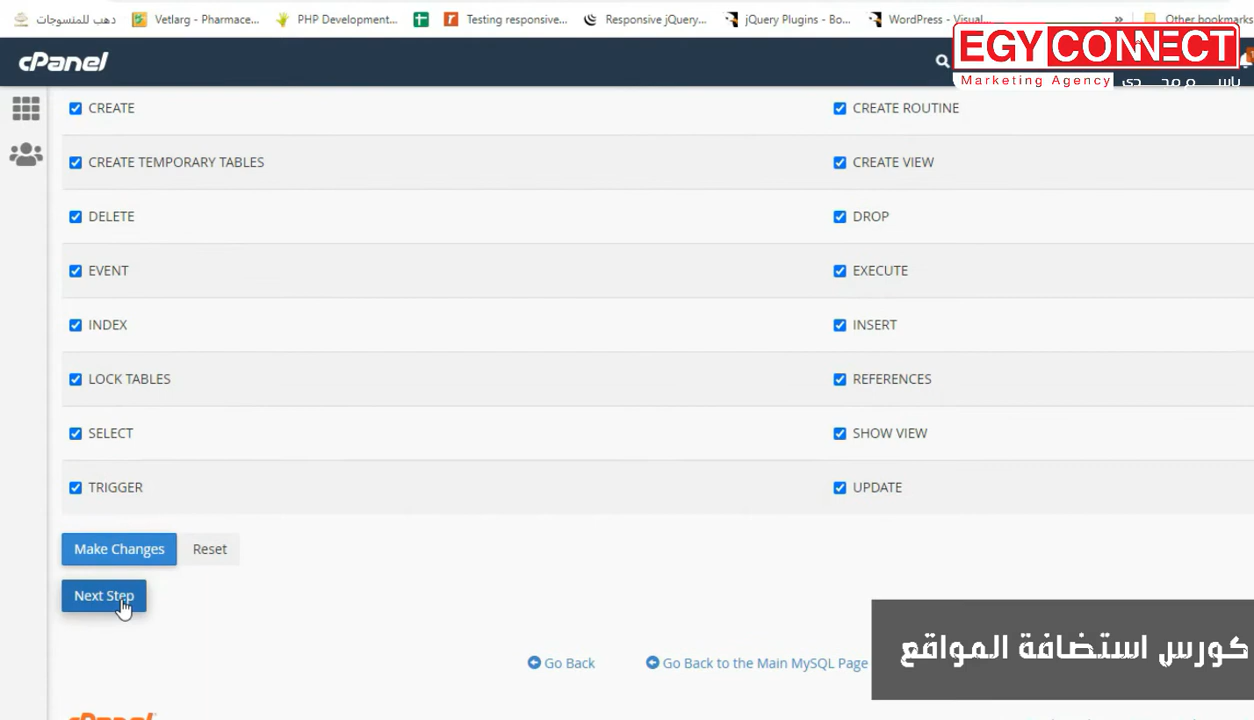 دهب للمنسوجات
Vetlarg - Pharmace...
PHP Development...
Testing responsive...
Responsive jQuery...
jQuery Plugins - Bo...
WordPress - Visual...
»
Other bookmarks
cPanel
EGYCONNECT
Marketing Agency
CREATE
CREATE ROUTINE
CREATE TEMPORARY TABLES
CREATE VIEW
DELETE
DROP
EVENT
EXECUTE
INDEX
INSERT
LOCK TABLES
REFERENCES
SELECT
SHOW VIEW
TRIGGER
UPDATE
Make Changes
Reset
Next Step
كورس استضافة المواقع
Go Back
Go Back to the Main MySQL Page
cPanel